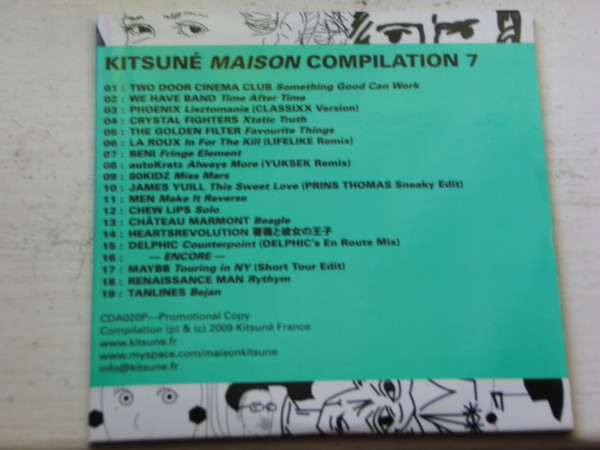 KITSUNÉ MAISON COMPILATION 7
01 : TWO DOOR CINEMA CLUB Something Good Can Work
02 : WE HAVE BAND Time After Time
03 : PHOENIX Lisztomania (CLASSIXX Version)
04 : CRYSTAL FIGHTERS Xtatic Truth
05 : THE GOLDEN FILTER Favourite Things
06 : LA ROUX In For The Kill (LIFELIKE Remix)
07 : BENI Fringe Element
08 : autoKratz Always More (YUKSEK Remix)
09 : 80KIDZ Miss Mars
10 : JAMES YUILL This Sweet Love (PRINS THOMAS Sneaky Edit)
11 : MEN Make It Reverse
12 : CHEW LiPS Solo
13 : CHÂTEAU MARMONT Beagle
14 : HEARTSREVOLUTION 薔薇と彼女の王子
15 : DELPHIC Counterpoint (DELPHIC's En Route Mix)
16 : — ENCORE —
17 : MAYBB Touring in NY (Short Tour Edit)
18 : RENAISSANCE MAN Rythym
19 : TANLINES Bejan
CDA020P—Promotional Copy
Compilation (p) & (c) 2009 Kitsuné France
www.kitsune.fr
www.myspace.com/maisonkitsune
info@kitsune.fr